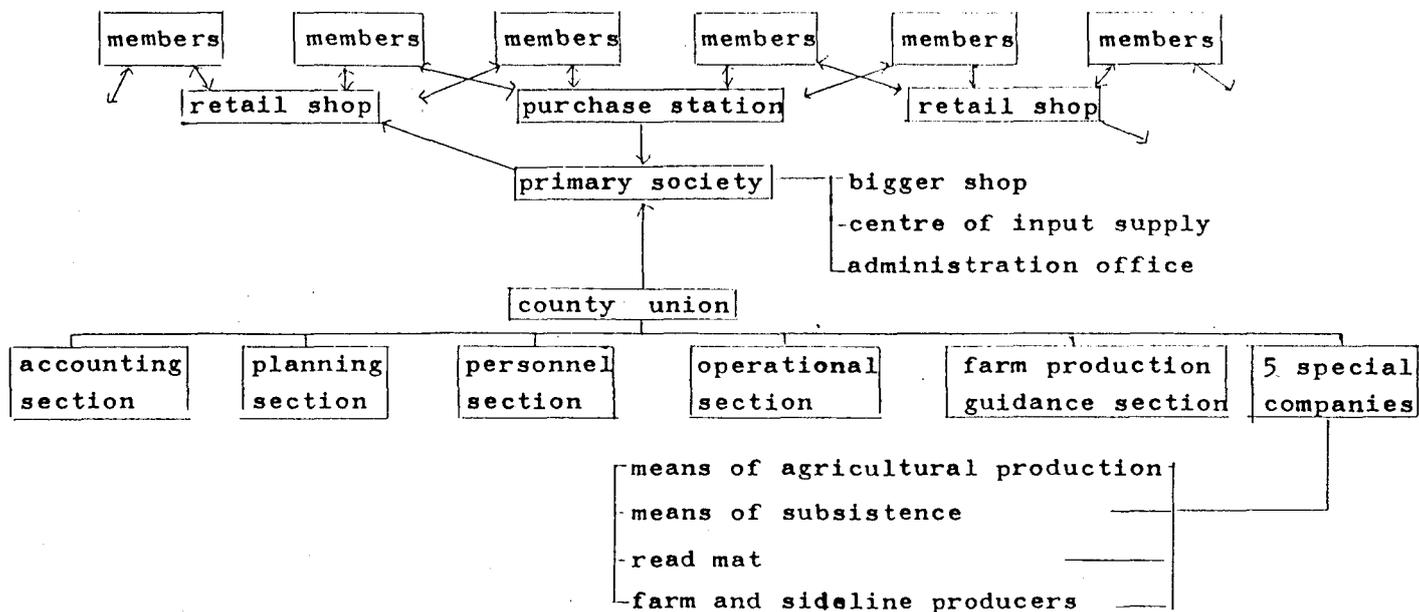 members members members members members members
retail shop purchase station retail shop
primary society
bigger shop
centre of input supply
administration office
county union
accounting section
planning section
personnel section
operational section
farm production guidance section
5 special companies
means of agricultural production
means of subsistence
read mat
farm and sideline producers